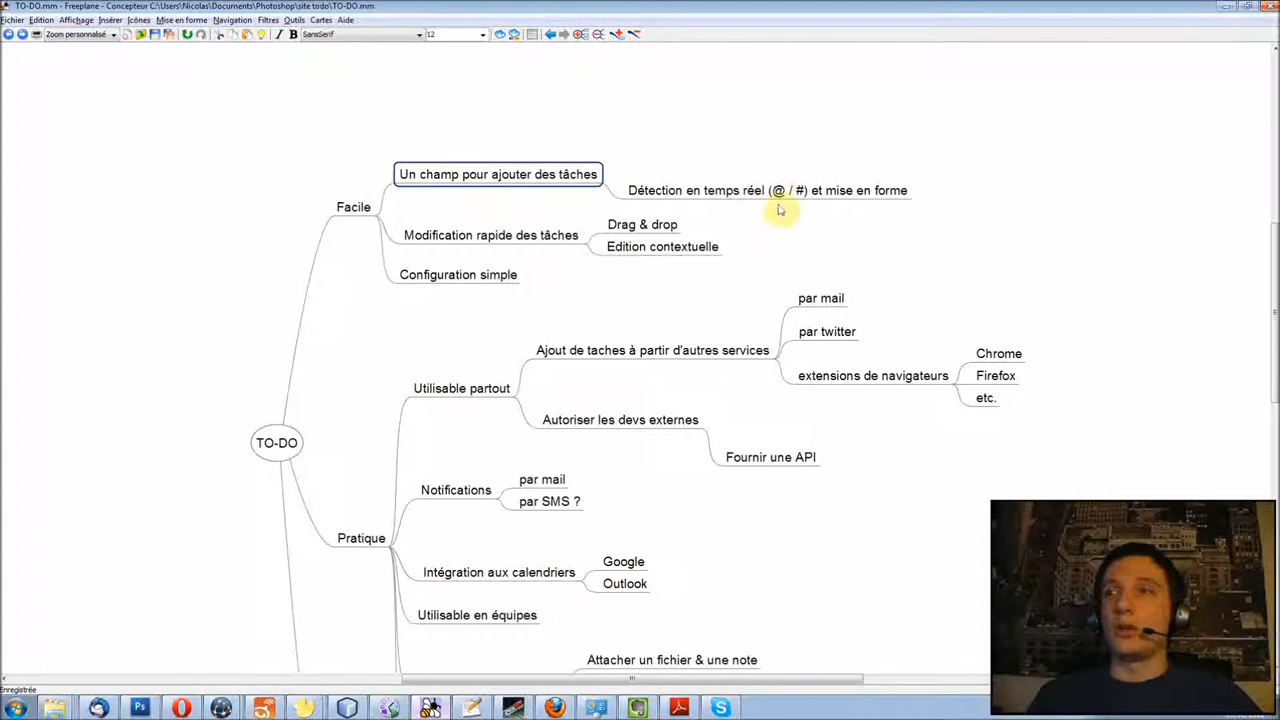 TO-DO.mm - Freeplane - Concepteur C:\Users\Nicolas\Documents\Photoshop\site todo\TO-DO.mm
Fichier Edition Affichage Insérer Icônes Mise en forme Navigation Filtres Outils Cartes Aide
Zoom personnalisé SansSerif 12
Un champ pour ajouter des tâches
Détection en temps réel (@ / #) et mise en forme
Facile
Modification rapide des tâches
Drag & drop
Edition contextuelle
Configuration simple
par mail
par twitter
Ajout de taches à partir d'autres services
Chrome
extensions de navigateurs
Firefox
Utilisable partout
etc.
Autoriser les devs externes
TO-DO
Fournir une API
par mail
Notifications
par SMS ?
Pratique
Google
Intégration aux calendriers
Outlook
Utilisable en équipes
Attacher un fichier & une note
Enregistrée